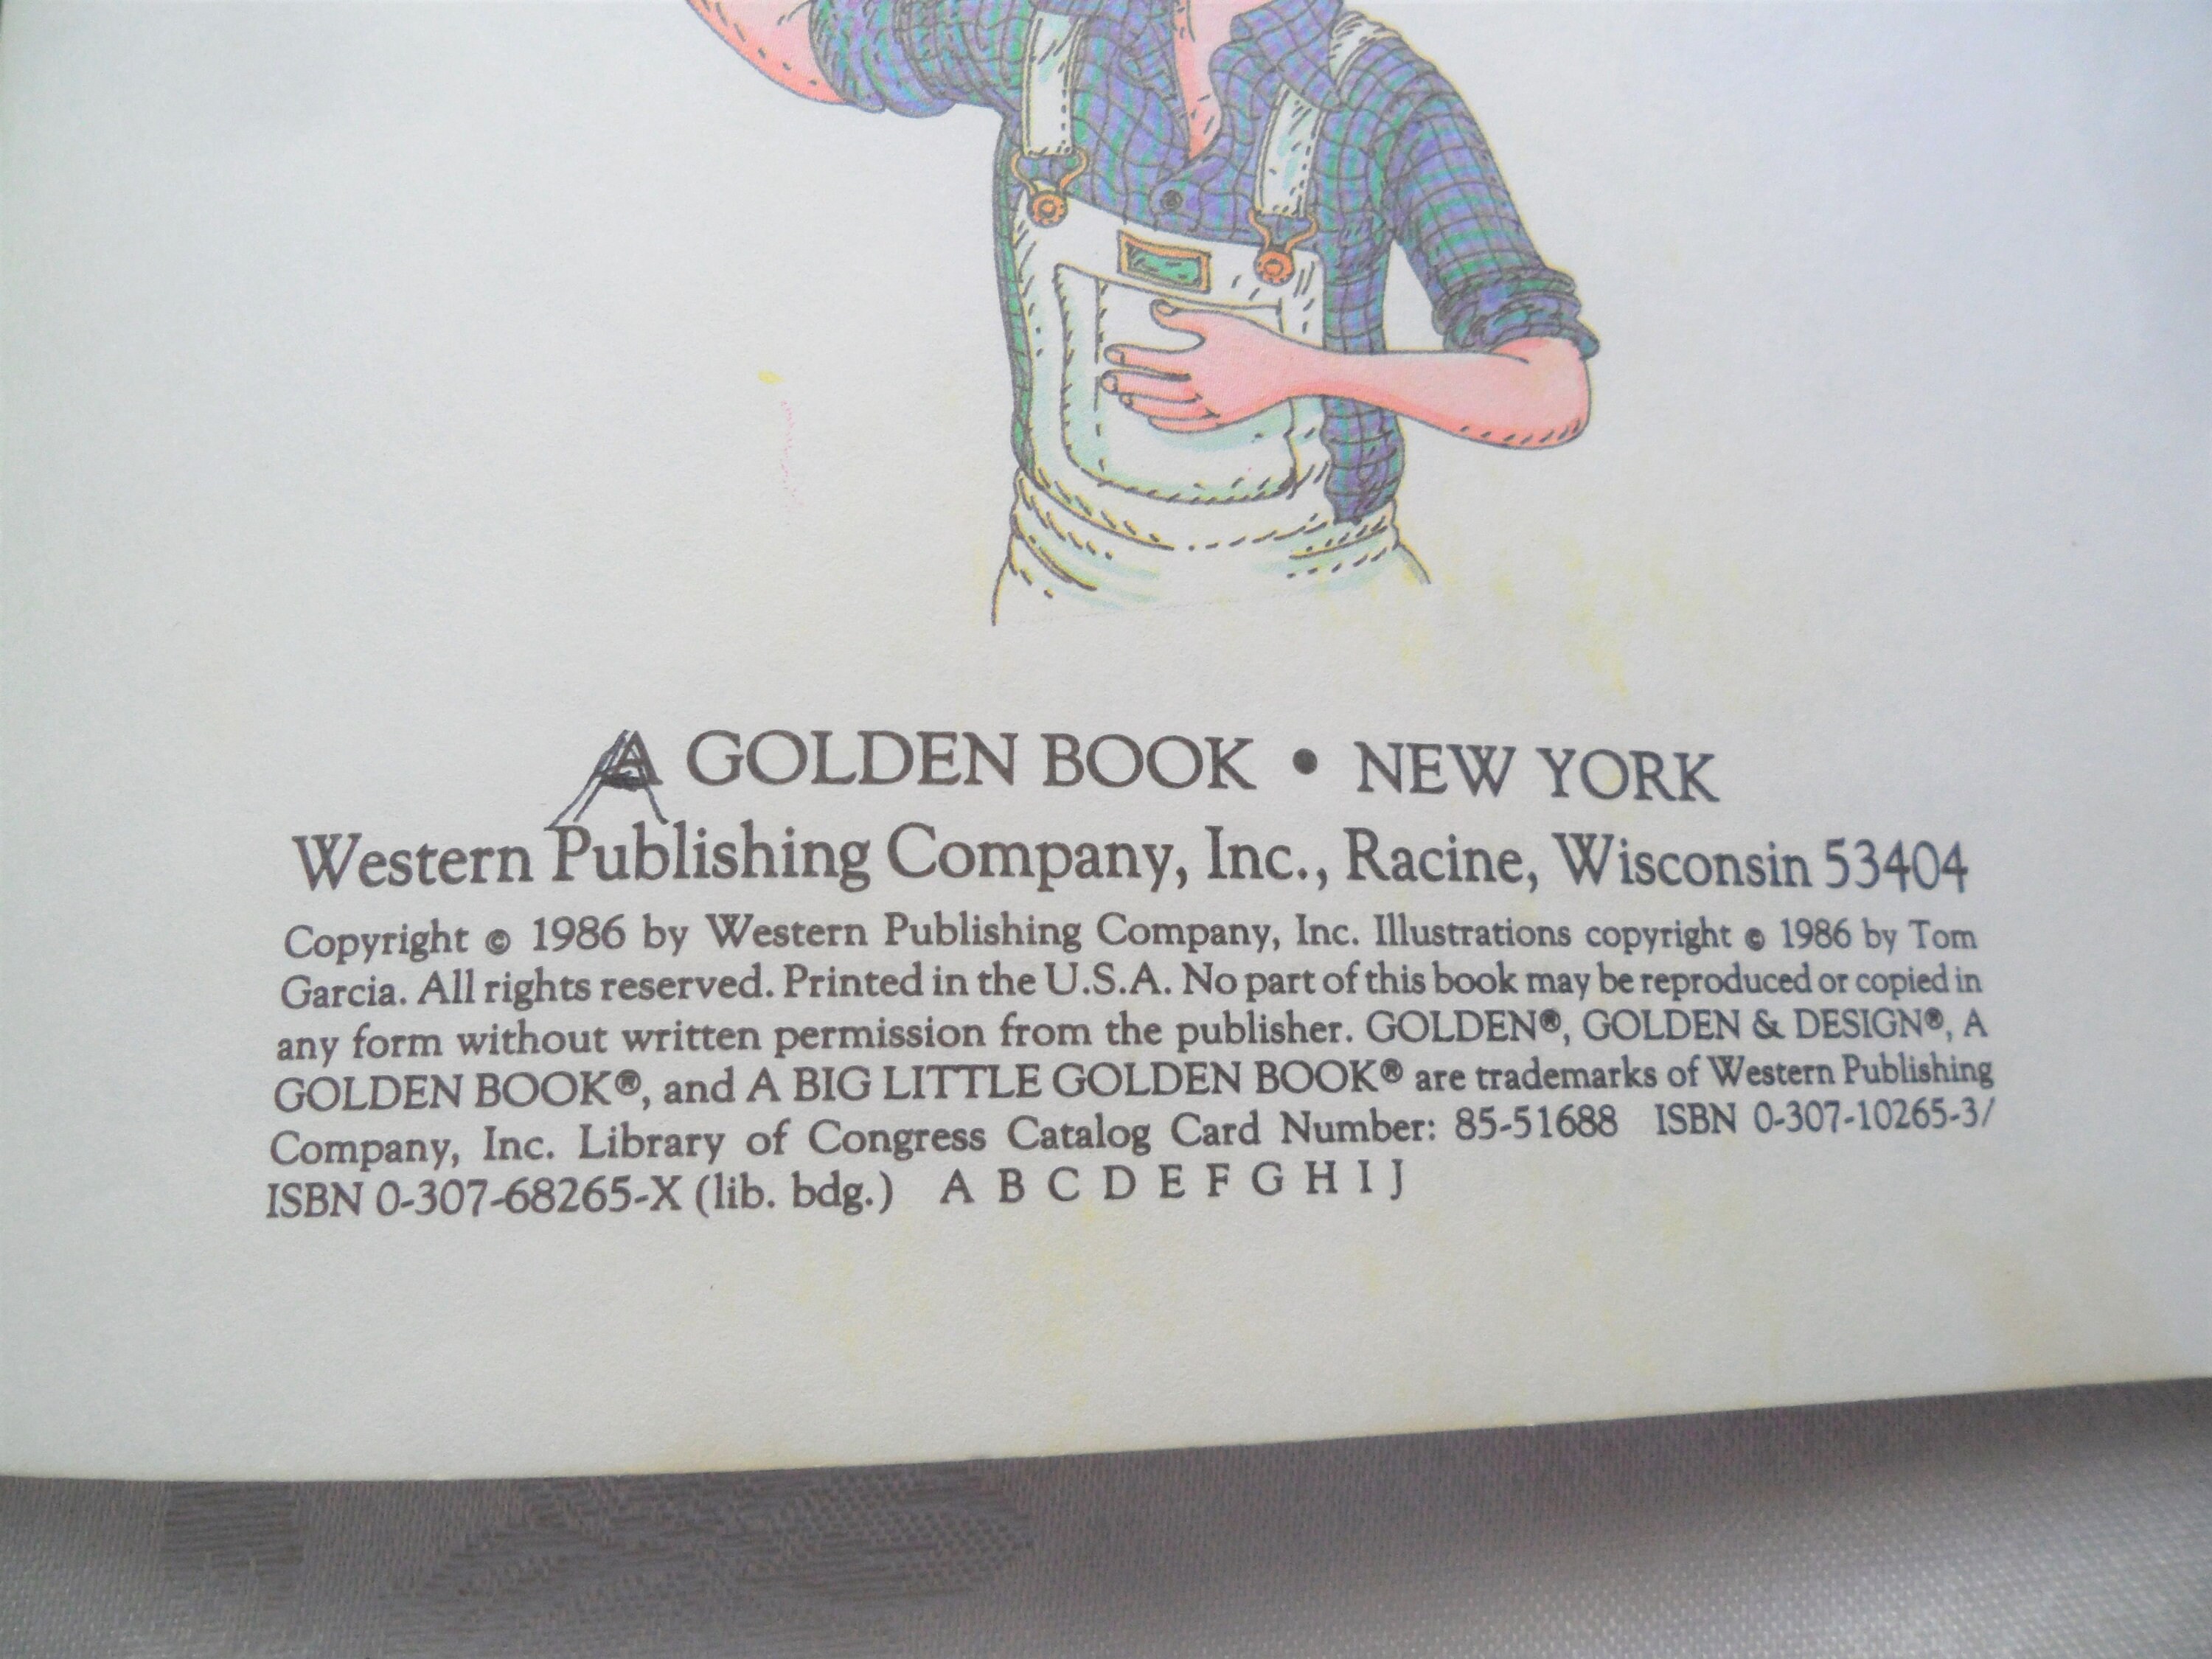 A GOLDEN BOOK • NEW YORK
Western Publishing Company, Inc., Racine, Wisconsin 53404
Copyright © 1986 by Western Publishing Company, Inc. Illustrations copyright © 1986 by Tom
Garcia. All rights reserved. Printed in the U.S.A. No part of this book may be reproduced or copied in
any form without written permission from the publisher. GOLDEN®, GOLDEN & DESIGN®, A
GOLDEN BOOK®, and A BIG LITTLE GOLDEN BOOK® are trademarks of Western Publishing
Company, Inc. Library of Congress Catalog Card Number: 85-51688 ISBN 0-307-10265-3/
ISBN 0-307-68265-X (lib. bdg.) A B C D E F G H I J